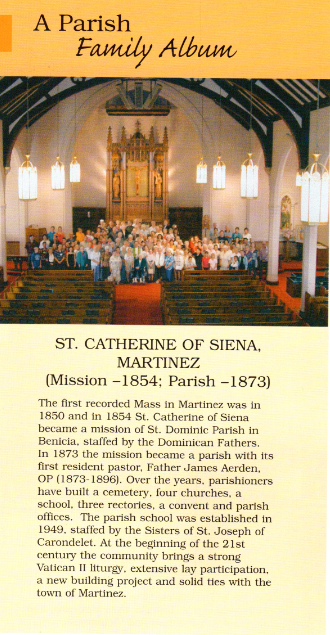 A Parish
Family Album
ST. CATHERINE OF SIENA,
MARTINEZ
(Mission –1854; Parish –1873)
The first recorded Mass in Martinez was in
1850 and in 1854 St. Catherine of Siena
became a mission of St. Dominic Parish in
Benicia, staffed by the Dominican Fathers.
In 1873 the mission became a parish with its
first resident pastor, Father James Aerden,
OP (1873-1896). Over the years, parishioners
have built a cemetery, four churches, a
school, three rectories, a convent and parish
offices. The parish school was established in
1949, staffed by the Sisters of St. Joseph of
Carondelet. At the beginning of the 21st
century the community brings a strong
Vatican II liturgy, extensive lay participation,
a new building project and solid ties with the
town of Martinez.